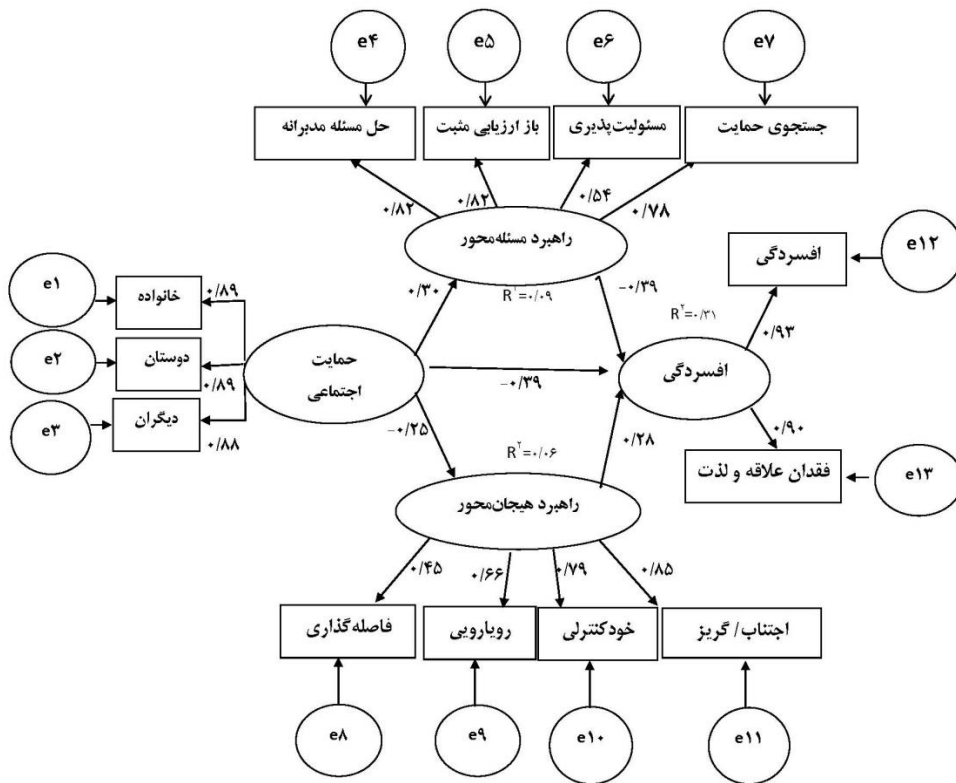 e۴
e۵
e۶
e۷
حل مسئله مدبرانه
باز ارزیابی مثبت
مسئولیت‌پذیری
جستجوی حمایت
۰/۸۲
۰/۸۲
۰/۵۴
۰/۷۸
راهبرد مسئله‌محور
R²=۰/۰۹
e۱۲
افسردگی
e۱
خانواده
۰/۸۹
۰/۳۰
-۰/۳۹
R²=۰/۳۱
۰/۹۳
e۲
دوستان
۰/۸۹
حمایت
اجتماعی
-۰/۳۹
افسردگی
e۳
دیگران
۰/۸۸
-۰/۲۵
۰/۲۸
۰/۹۰
R²=۰/۰۶
فقدان علاقه و لذت
e۱۳
راهبرد هیجان‌محور
۰/۴۵
۰/۶۶
۰/۷۹
۰/۸۵
فاصله‌گذاری
رویارویی
خودکنترلی
اجتناب/ گریز
e۸
e۹
e۱۰
e۱۱